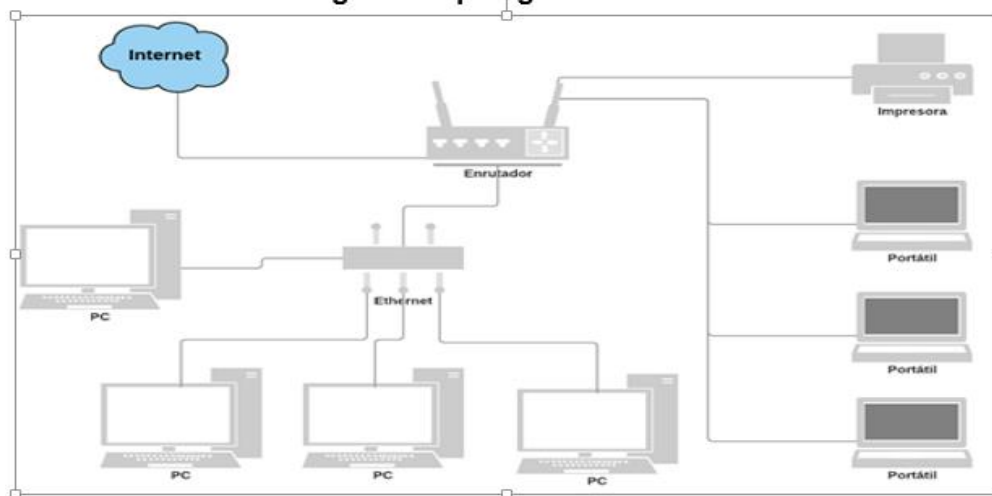 Internet
Impresora
Enrutador
Portátil
Ethernet
PC
Portátil
PC
PC
PC
Portátil